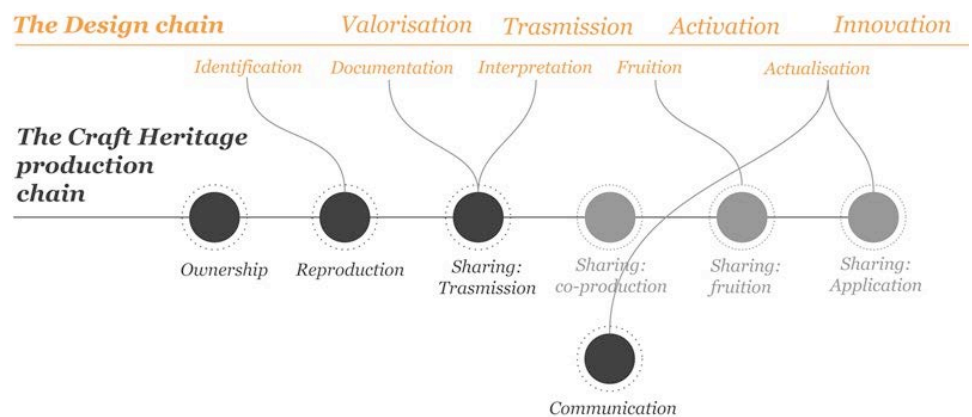 The Design chain
Valorisation
Trasmission
Activation
Innovation
Identification
Documentation
Interpretation
Fruition
Actualisation
The Craft Heritage
production
chain
Ownership
Reproduction
Sharing:
Trasmission
Sharing:
co-production
Sharing:
fruition
Sharing:
Application
Communication